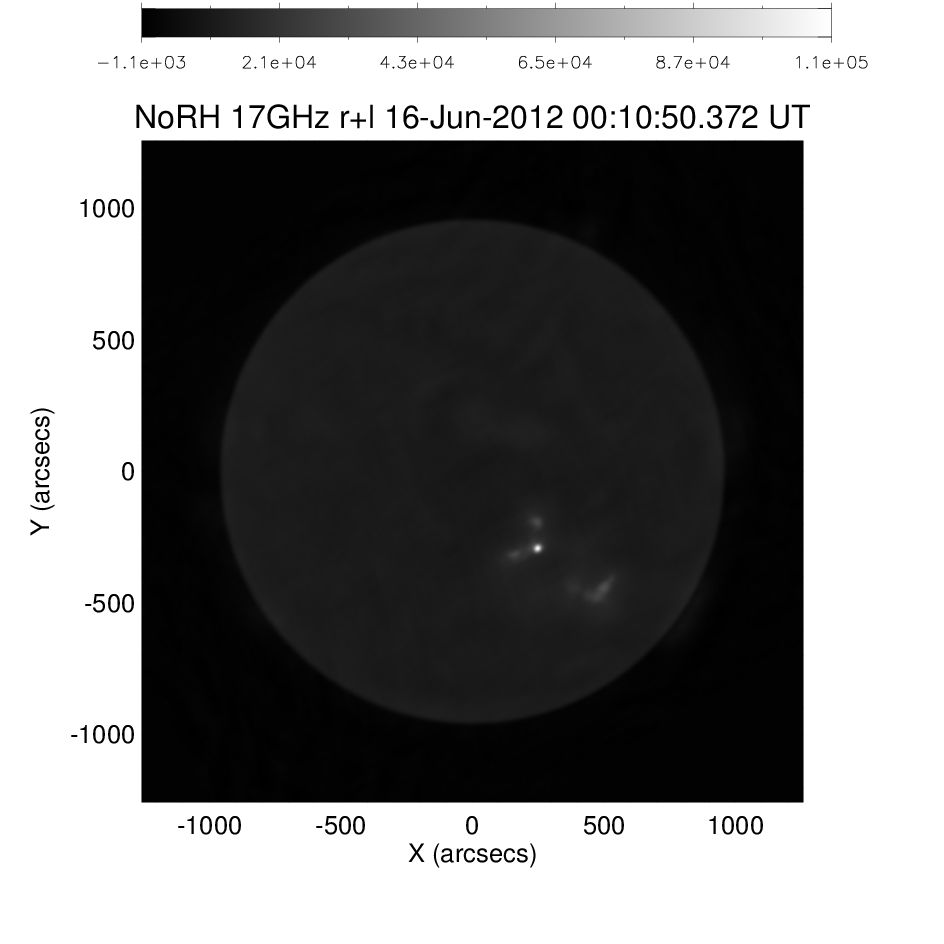 −1.1e+03 2.1e+04 4.3e+04 6.5e+04 8.7e+04 1.1e+05
NoRH 17GHz r+l 16-Jun-2012 00:10:50.372 UT
1000
500
0
-500
-1000
Y (arcsecs)
-1000 -500 0 500 1000
X (arcsecs)